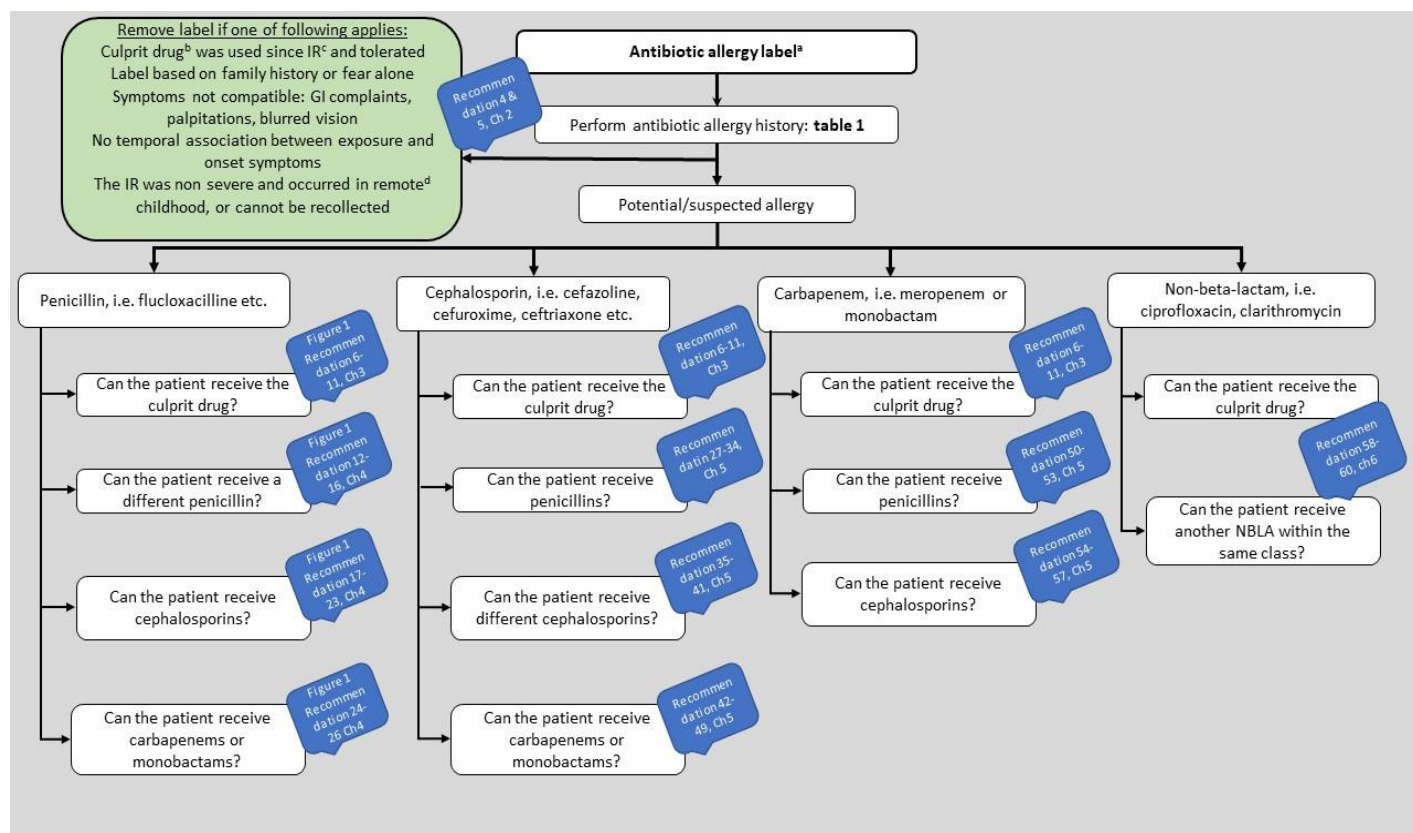 Remove label if one of following applies:
Culprit drugᵇ was used since IRᶜ and tolerated
Label based on family history or fear alone
Symptoms not compatible: GI complaints,
palpitations, blurred vision
No temporal association between exposure and
onset symptoms
The IR was non severe and occurred in remoteᵈ
childhood, or cannot be recollected
Antibiotic allergy labelᵃ
Recommen
dation 4 &
5, Ch 2
Perform antibiotic allergy history: table 1
Potential/suspected allergy
Penicillin, i.e. flucloxacilline etc.
Figure 1
Recommen
dation 6-
11, Ch3
Can the patient receive the
culprit drug?
Figure 1
Recommen
dation 12-
16, Ch4
Can the patient receive a
different penicillin?
Figure 1
Recommen
dation 17-
23, Ch4
Can the patient receive
cephalosporins?
Figure 1
Recommen
dation 24-
26 Ch4
Can the patient receive
carbapenems or
monobactams?
Cephalosporin, i.e. cefazoline,
cefuroxime, ceftriaxone etc.
Recommen
dation 6-11,
Ch3
Can the patient receive the
culprit drug?
Recommen
datin 27-34,
Ch 5
Can the patient receive
penicillins?
Recommen
dation 35-
41, Ch5
Can the patient receive
different cephalosporins?
Recommen
dation 42-
49, Ch5
Can the patient receive
carbapenems or
monobactams?
Carbapenem, i.e. meropenem or
monobactam
Recommen
dation 6-
11, Ch3
Can the patient receive the
culprit drug?
Recommen
dation 50-
53, Ch 5
Can the patient receive
penicillins?
Recommen
dation 54-
57, Ch5
Can the patient receive
cephalosporins?
Non-beta-lactam, i.e.
ciprofloxacin, clarithromycin
Can the patient receive the
culprit drug?
Recommen
dation 58-
60, ch6
Can the patient receive
another NBLA within the
same class?